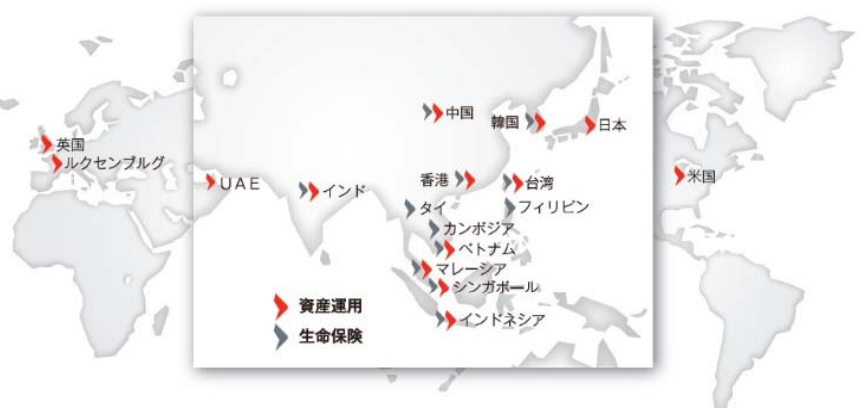 中国
韓国
日本
英国
ルクセンブルグ
UAE
インド
香港
台湾
米国
タイ
フィリピン
カンボジア
ベトナム
マレーシア
シンガポール
インドネシア
資産運用
生命保険